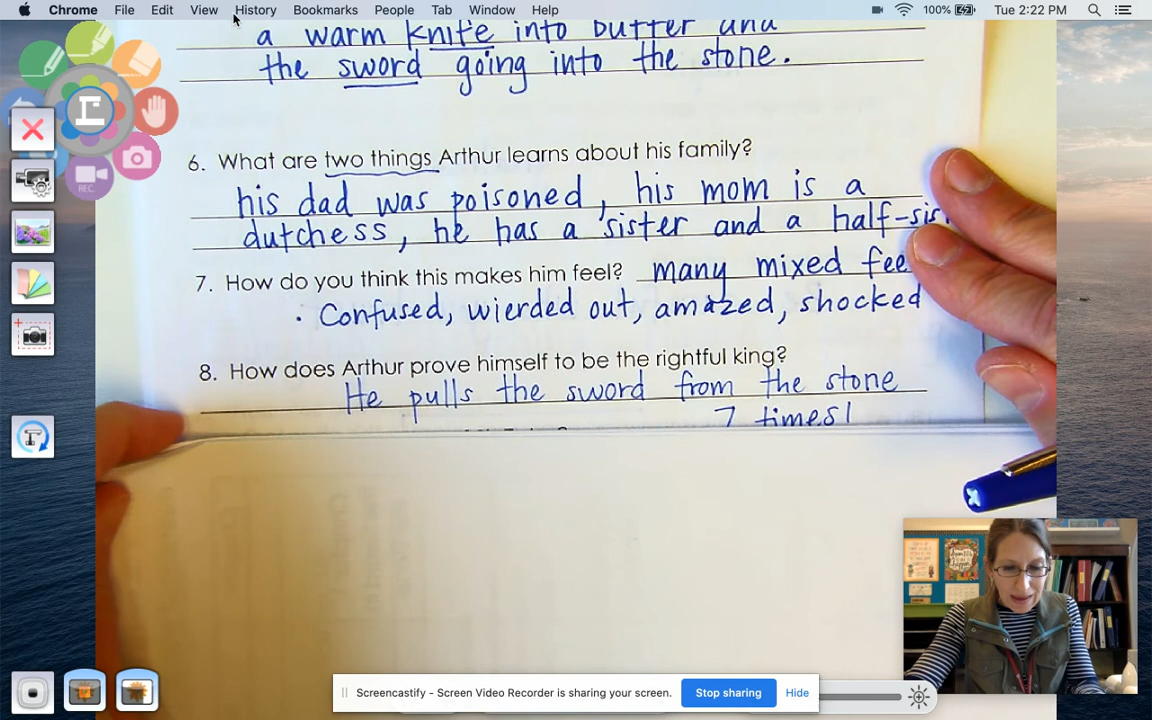 Chrome File Edit View History Bookmarks People Tab Window Help 100% Tue 2:22 PM
a warm knife into butter and
the sword going into the stone.
6. What are two things Arthur learns about his family?
his dad was poisoned, his mom is a
dutchess, he has a sister and a half-sis
7. How do you think this makes him feel? many mixed fee
· Confused, wierded out, amazed, shocked
8. How does Arthur prove himself to be the rightful king?
He pulls the sword from the stone
7 times!
REC
Screencastify - Screen Video Recorder is sharing your screen. Stop sharing Hide